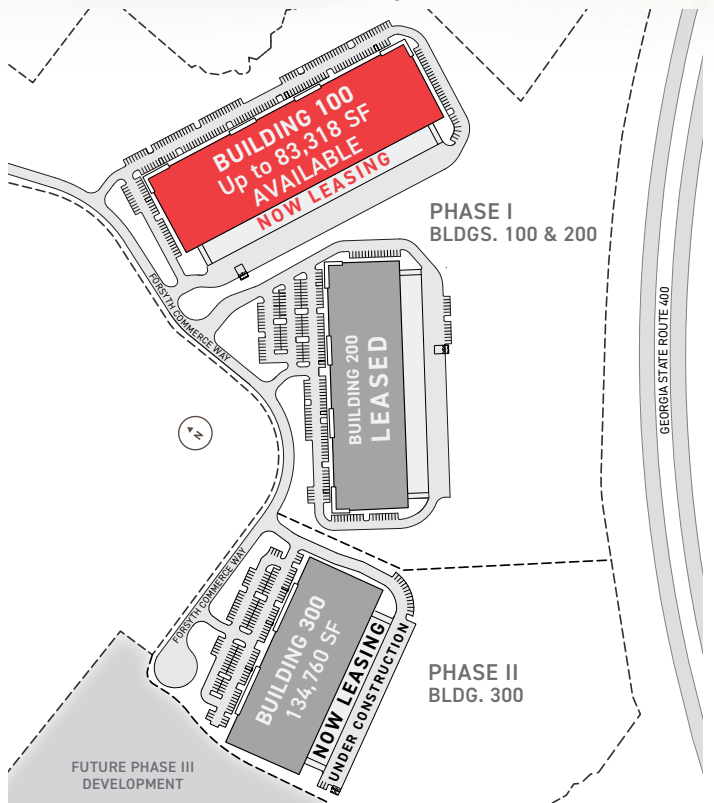 BUILDING 100
Up to 83,318 SF
AVAILABLE
NOW LEASING
PHASE I
BLDGS. 100 & 200
FORSYTH COMMERCE WAY
BUILDING 200
LEASED
GEORGIA STATE ROUTE 400
N
FORSYTH COMMERCE WAY
BUILDING 300
134,760 SF
NOW LEASING
UNDER CONSTRUCTION
PHASE II
BLDG. 300
FUTURE PHASE III
DEVELOPMENT